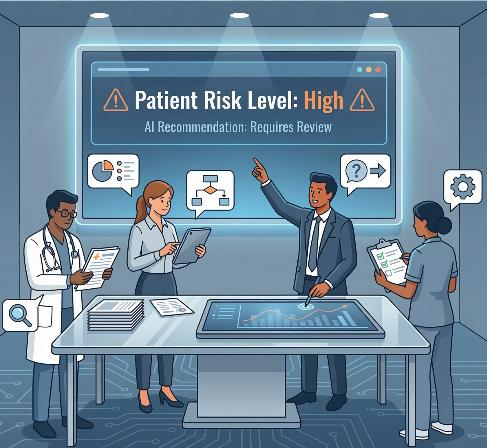 Patient Risk Level: High
AI Recommendation: Requires Review
?